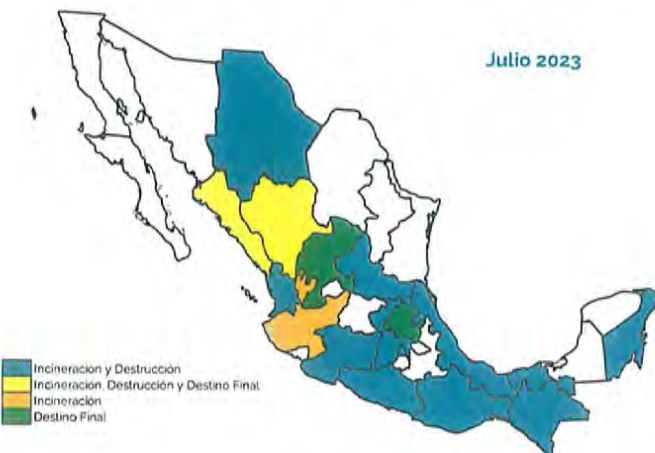 Julio 2023
Incineracion y Destrucción
Incineracion, Destrucción y Destino Final
Incineración
Destino Final